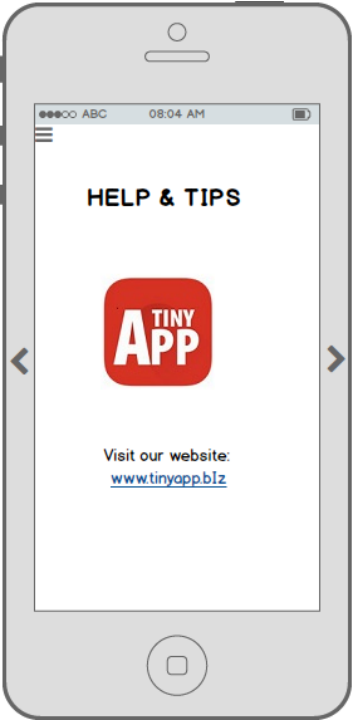 ABC 08:04 AM
HELP & TIPS
TINY
APP
Visit our website:
www.tinyapp.bIz